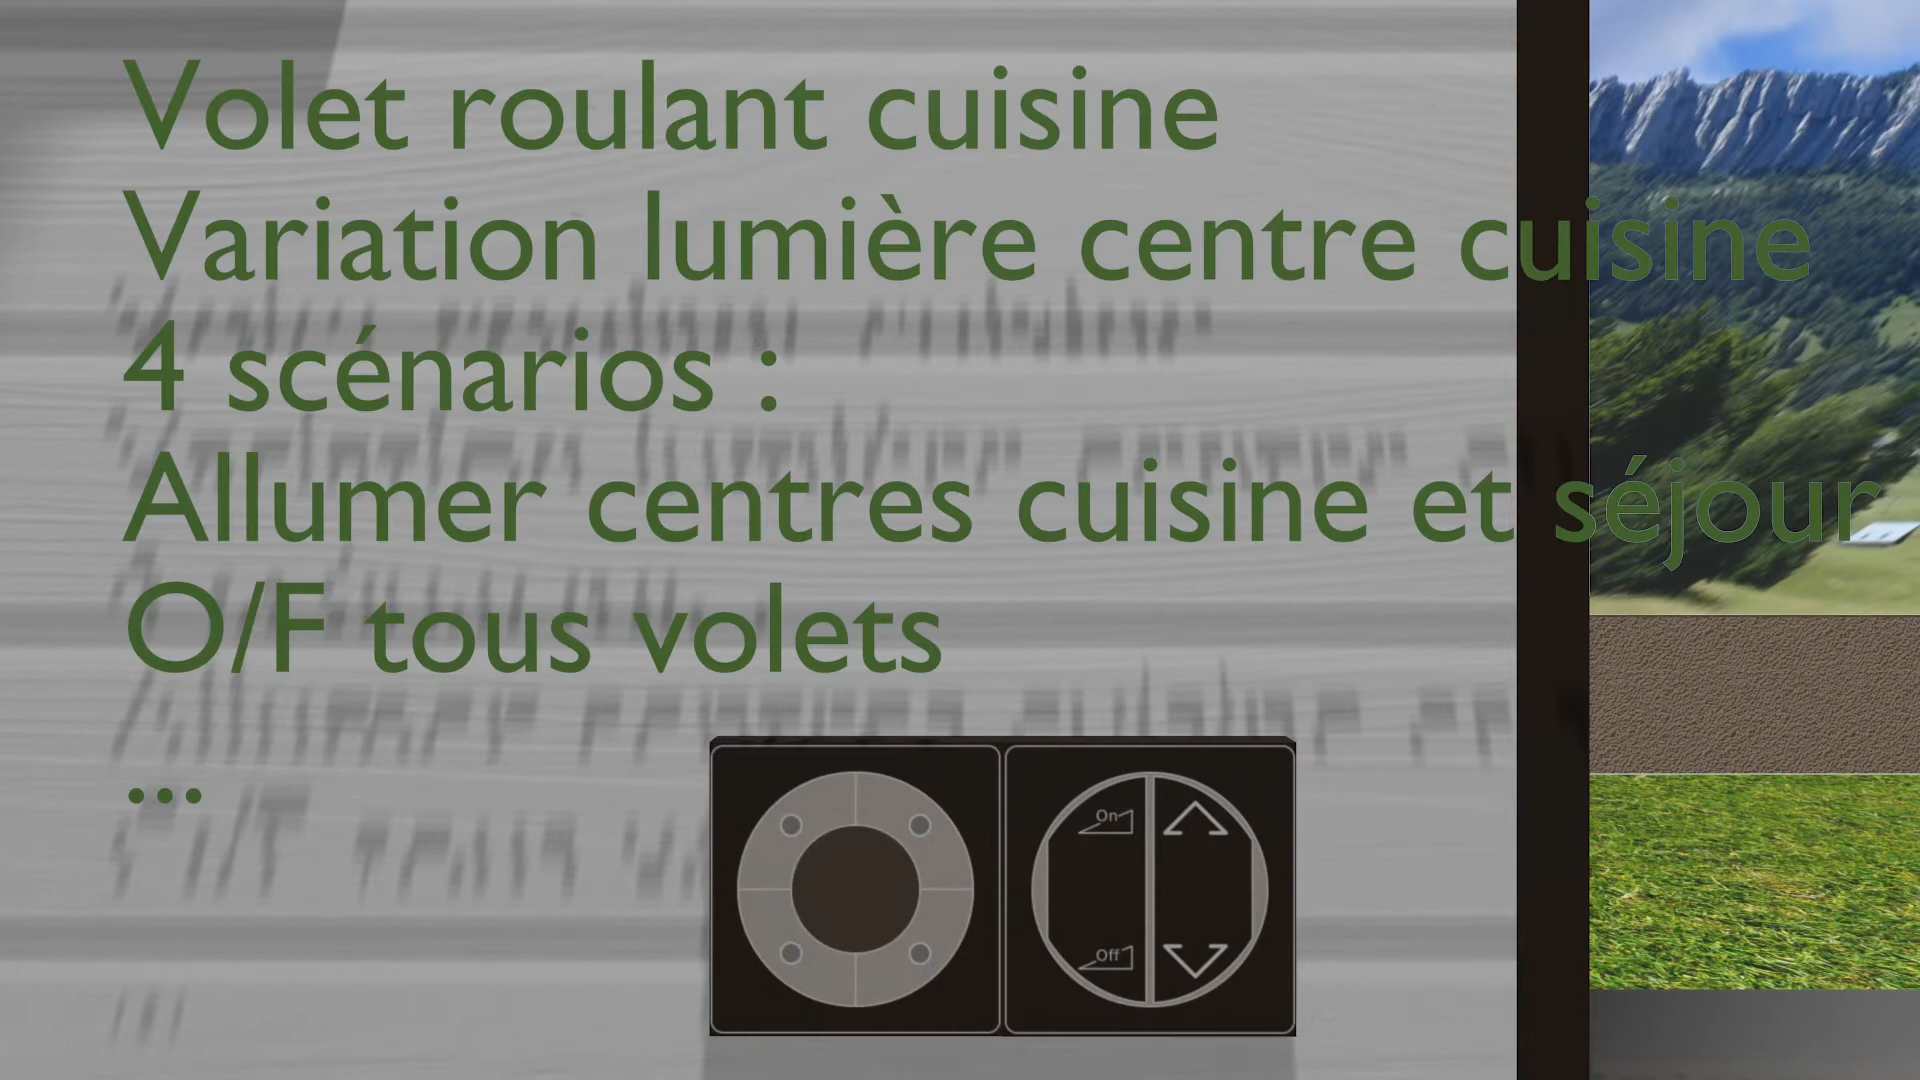 Volet roulant cuisine
Variation lumière centre cuisine
4 scénarios :
Allumer centres cuisine et séjour
O/F tous volets
...
On
Off